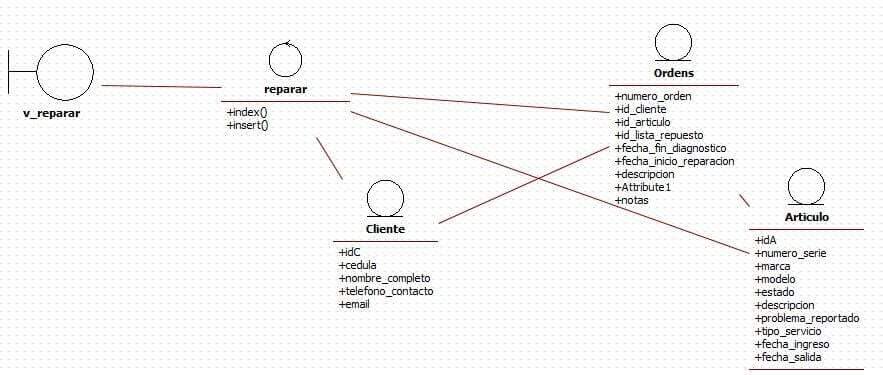 v_reparar
reparar
+index()
+insert()
Cliente
+idC
+cedula
+nombre_completo
+telefono_contacto
+email
Ordens
+numero_orden
+id_cliente
+id_articulo
+id_lista_repuesto
+fecha_fin_diagnostico
+fecha_inicio_reparacion
+descripcion
+Attribute1
+notas
Articulo
+idA
+numero_serie
+marca
+modelo
+estado
+descripcion
+problema_reportado
+tipo_servicio
+fecha_ingreso
+fecha_salida